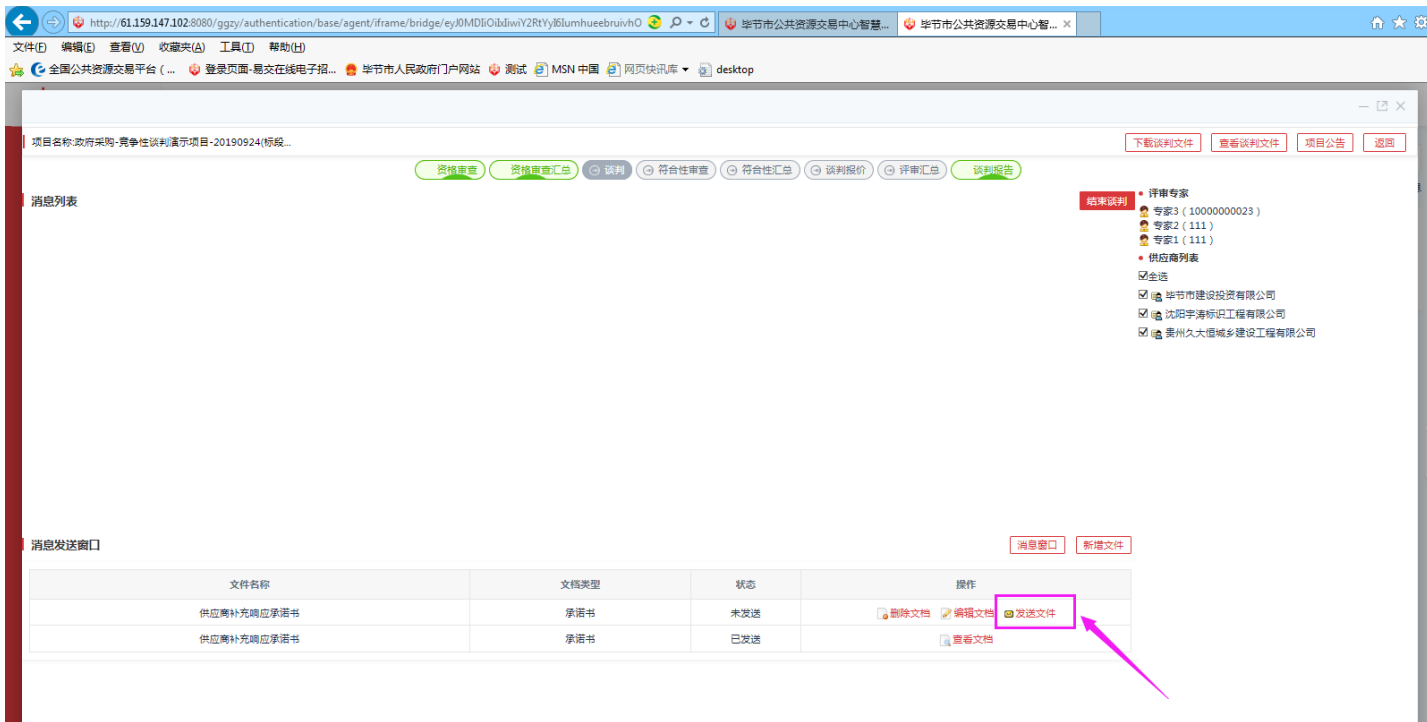 http://61.159.147.102:8080/ggzy/authentication/base/agent/iframe/bridge/eyJ0MDIiOiIxIiwiY2RtYyI6IumhueebruivhO
毕节市公共资源交易中心智慧...
毕节市公共资源交易中心智...
文件(F) 编辑(E) 查看(V) 收藏夹(A) 工具(T) 帮助(H)
全国公共资源交易平台 ( ... 登录页面-易交在线电子招... 毕节市人民政府门户网站 测试 MSN 中国 网页快讯库 desktop
项目名称:政府采购-竞争性谈判演示项目-20190924(标段...
下载谈判文件 查看谈判文件 项目公告 返回
资格审查 资格审查汇总 谈判 符合性审查 符合性汇总 谈判报价 评审汇总 谈判报告
消息列表
结束谈判
评审专家
专家3 ( 10000000023 )
专家2 ( 111 )
专家1 ( 111 )
供应商列表
全选
毕节市建设投资有限公司
沈阳宇涛标识工程有限公司
贵州久大恒城乡建设工程有限公司
消息发送窗口
消息窗口 新增文件
文件名称 文档类型 状态 操作
供应商补充响应承诺书 承诺书 未发送 删除文档 编辑文档 发送文件
供应商补充响应承诺书 承诺书 已发送 查看文档